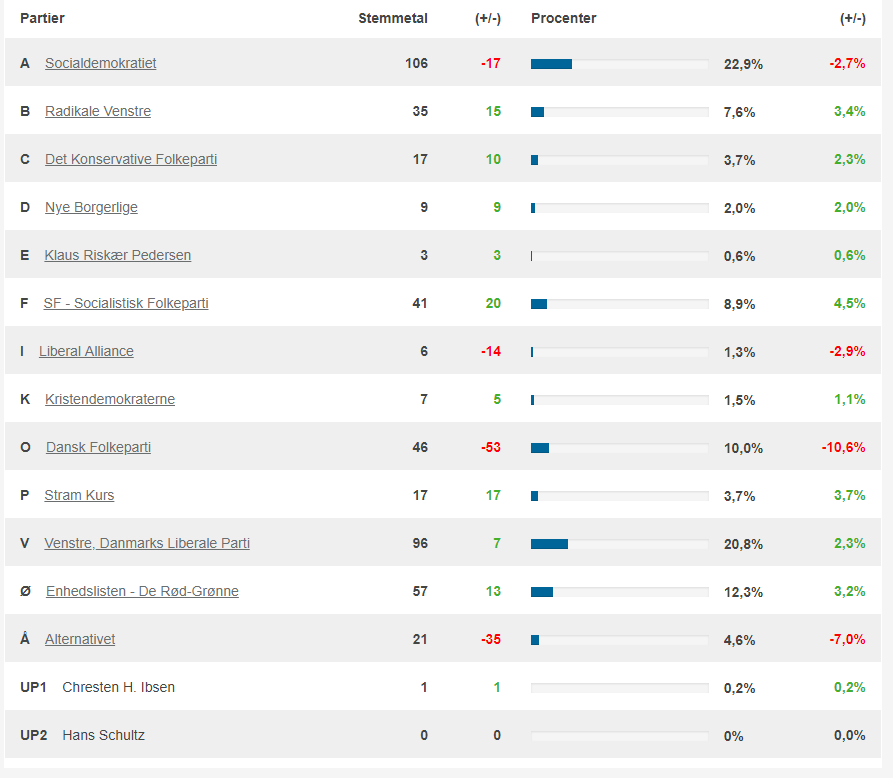 Partier Stemmetal (+/-) Procenter (+/-)
A Socialdemokratiet 106 -17 22,9% -2,7%
B Radikale Venstre 35 15 7,6% 3,4%
C Det Konservative Folkeparti 17 10 3,7% 2,3%
D Nye Borgerlige 9 9 2,0% 2,0%
E Klaus Riskær Pedersen 3 3 0,6% 0,6%
F SF - Socialistisk Folkeparti 41 20 8,9% 4,5%
I Liberal Alliance 6 -14 1,3% -2,9%
K Kristendemokraterne 7 5 1,5% 1,1%
O Dansk Folkeparti 46 -53 10,0% -10,6%
P Stram Kurs 17 17 3,7% 3,7%
V Venstre, Danmarks Liberale Parti 96 7 20,8% 2,3%
Ø Enhedslisten - De Rød-Grønne 57 13 12,3% 3,2%
Å Alternativet 21 -35 4,6% -7,0%
UP1 Chresten H. Ibsen 1 1 0,2% 0,2%
UP2 Hans Schultz 0 0 0% 0,0%